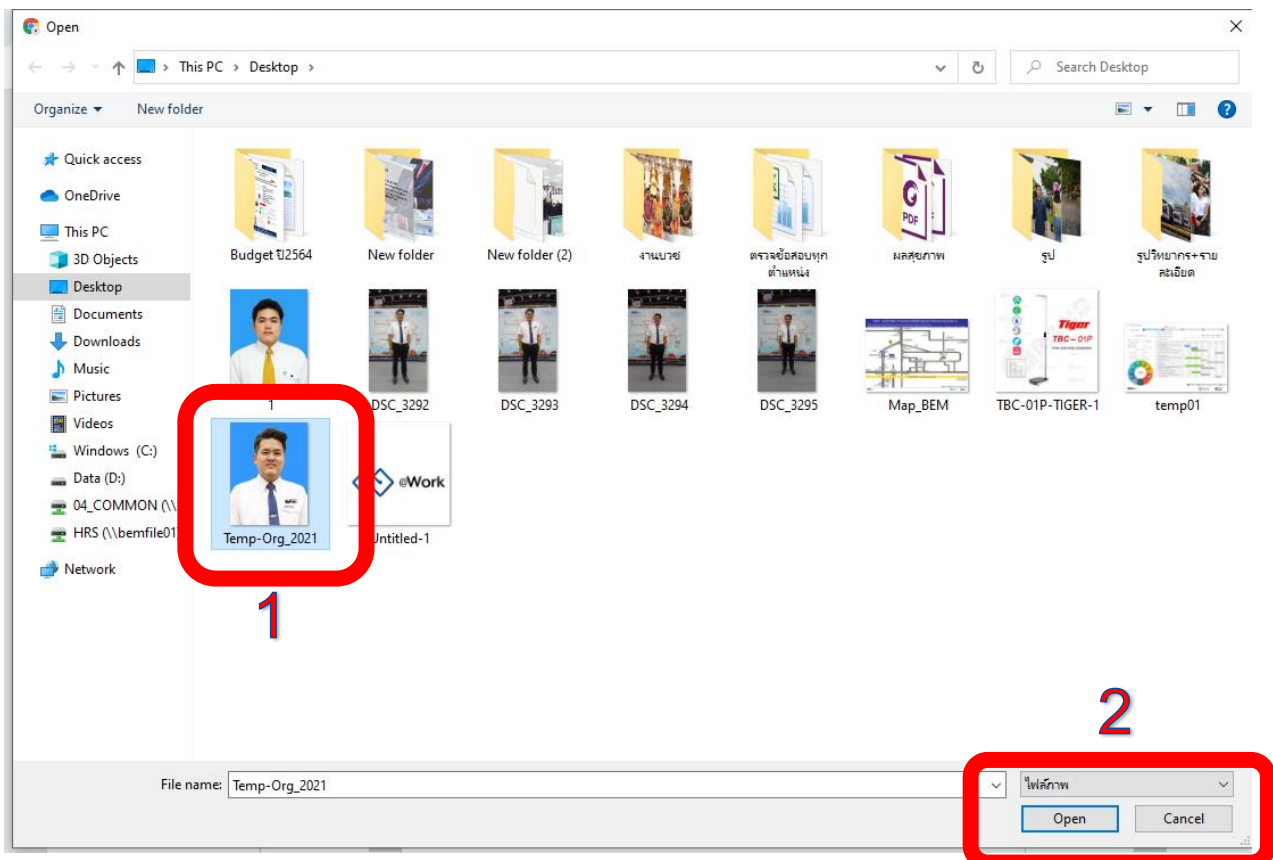 Open
This PC > Desktop >
Search Desktop
Organize
New folder
Quick access
OneDrive
This PC
3D Objects
Desktop
Documents
Downloads
Music
Pictures
Videos
Windows (C:)
Data (D:)
04_COMMON (\\
HRS (\\bemfile01
Network
Budget ปี2564
New folder
New folder (2)
งานบวช
ตรวจข้อสอบทุก
ตำแหน่ง
ผลสุขภาพ
รูป
รูปวิทยากร+ราย
ละเอียด
PDF
1
DSC_3292
DSC_3293
DSC_3294
DSC_3295
Map_BEM
Tiger
TBC-01P
TBC-01P-TIGER-1
temp01
Temp-Org_2021
@Work
Untitled-1
1
2
File name:
Temp-Org_2021
ไฟล์ภาพ
Open
Cancel